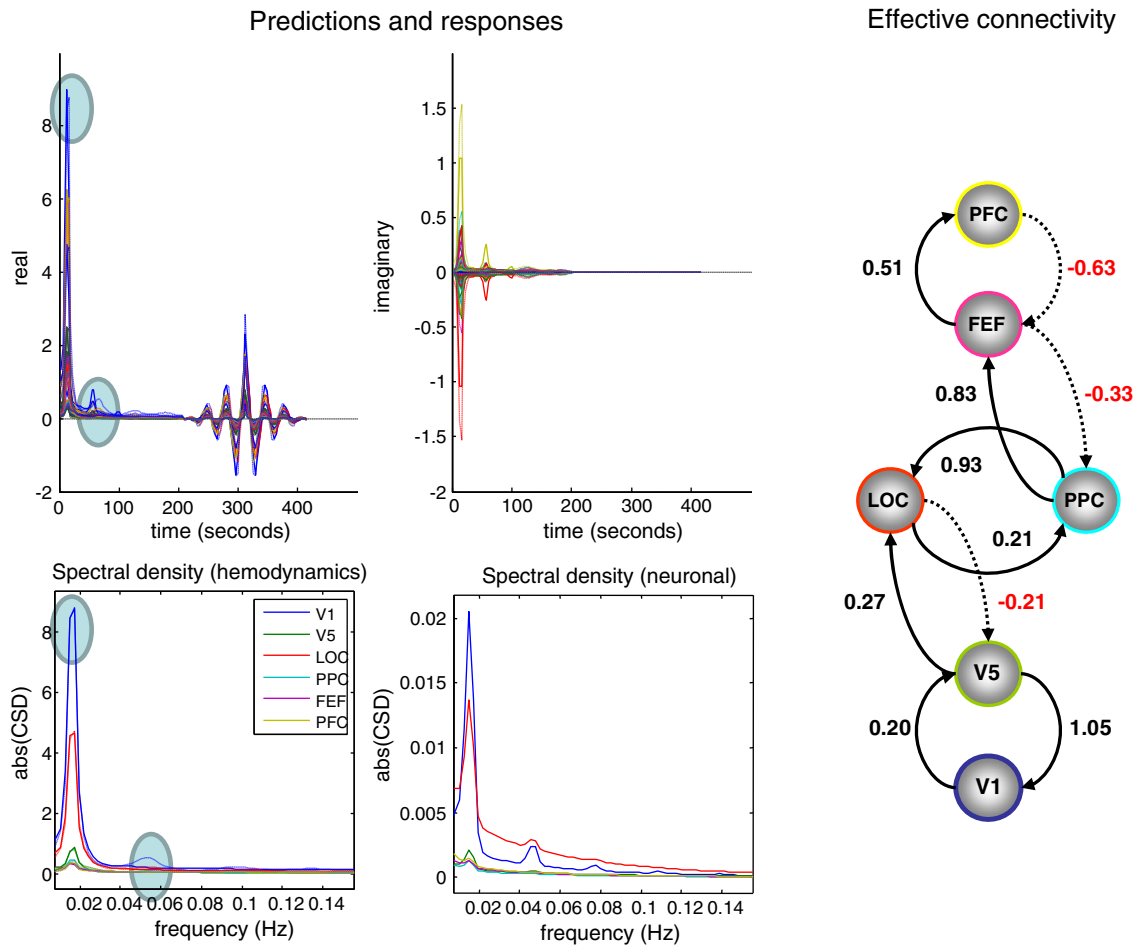 Predictions and responses
Effective connectivity
real
8
6
4
2
0
-2
0 100 200 300 400
time (seconds)
imaginary
1.5
1
0.5
0
-0.5
-1
-1.5
-2
0 100 200 300 400 500
time (seconds)
Spectral density (hemodynamics)
abs(CSD)
8
6
4
2
0
V1
V5
LOC
PPC
FEF
PFC
0.02 0.04 0.06 0.08 0.1 0.12 0.14
frequency (Hz)
Spectral density (neuronal)
abs(CSD)
0.02
0.015
0.01
0.005
0
0.02 0.04 0.06 0.08 0.1 0.12 0.14
frequency (Hz)
PFC
0.51
-0.63
FEF
0.83
-0.33
0.93
LOC
PPC
0.21
0.27
-0.21
V5
0.20
1.05
V1